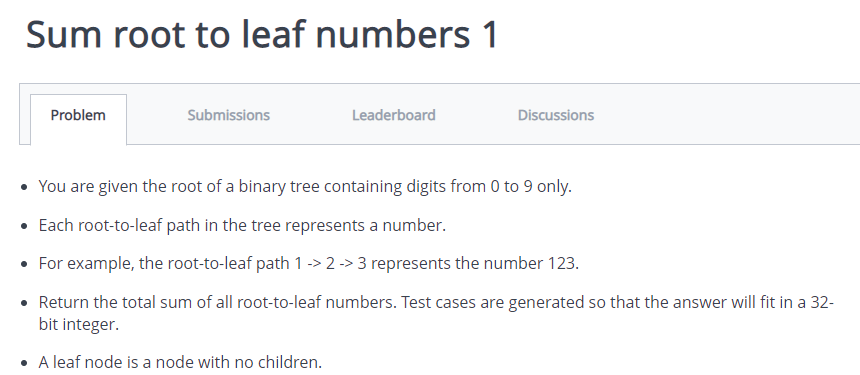 Sum root to leaf numbers 1
Problem Submissions Leaderboard Discussions
• You are given the root of a binary tree containing digits from 0 to 9 only.
• Each root-to-leaf path in the tree represents a number.
• For example, the root-to-leaf path 1 -> 2 -> 3 represents the number 123.
• Return the total sum of all root-to-leaf numbers. Test cases are generated so that the answer will fit in a 32-
bit integer.
• A leaf node is a node with no children.